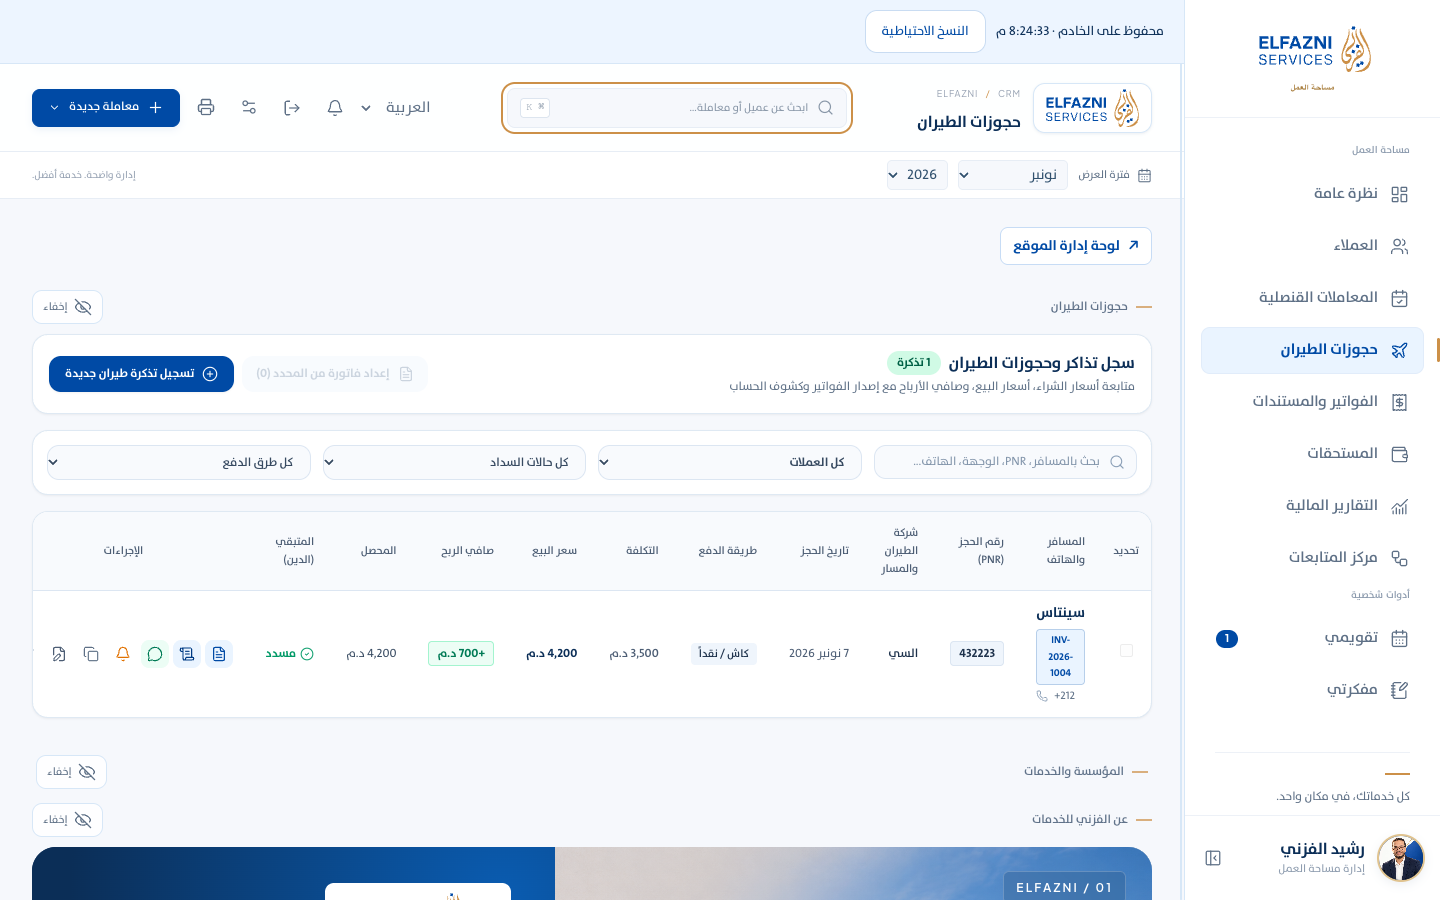 محفوظ على الخادم · 8:24:33 م
النسخ الاحتياطية
ELFAZNI
SERVICES
مساحة العمل
مساحة العمل
نظرة عامة
العملاء
المعاملات القنصلية
حجوزات الطيران
الفواتير والمستندات
المستحقات
التقارير المالية
مركز المتابعات
أدوات شخصية
تقويمي
1
مفكرتي
كل خدماتك، في مكان واحد.
رشيد الفزني
إدارة مساحة العمل
ELFAZNI
SERVICES
ELFAZNI / CRM
حجوزات الطيران
ابحث عن عميل أو معاملة...
⌘ K
العربية
معاملة جديدة
فترة العرض
نونبر
2026
إدارة واضحة. خدمة أفضل.
لوحة إدارة الموقع
حجوزات الطيران
إخفاء
سجل تذاكر وحجوزات الطيران
1 تذكرة
متابعة أسعار الشراء، أسعار البيع، وصافي الأرباح مع إصدار الفواتير وكشوف الحساب
إعداد فاتورة من المحدد (0)
تسجيل تذكرة طيران جديدة
بحث بالمسافر، PNR، الوجهة، الهاتف...
كل العملات
كل حالات السداد
كل طرق الدفع
تحديد
المسافر والهاتف
رقم الحجز (PNR)
شركة الطيران والمسار
تاريخ الحجز
طريقة الدفع
التكلفة
سعر البيع
صافي الربح
المحصل
المتبقي (الدين)
الإجراءات
سينتاس
INV-
2026-
1004
+212
432223
السي
7 نونبر 2026
كاش / نقداً
3,500 د.م
4,200 د.م
+700 د.م
4,200 د.م
مسدد
المؤسسة والخدمات
إخفاء
عن الفزني للخدمات
إخفاء
ELFAZNI / 01